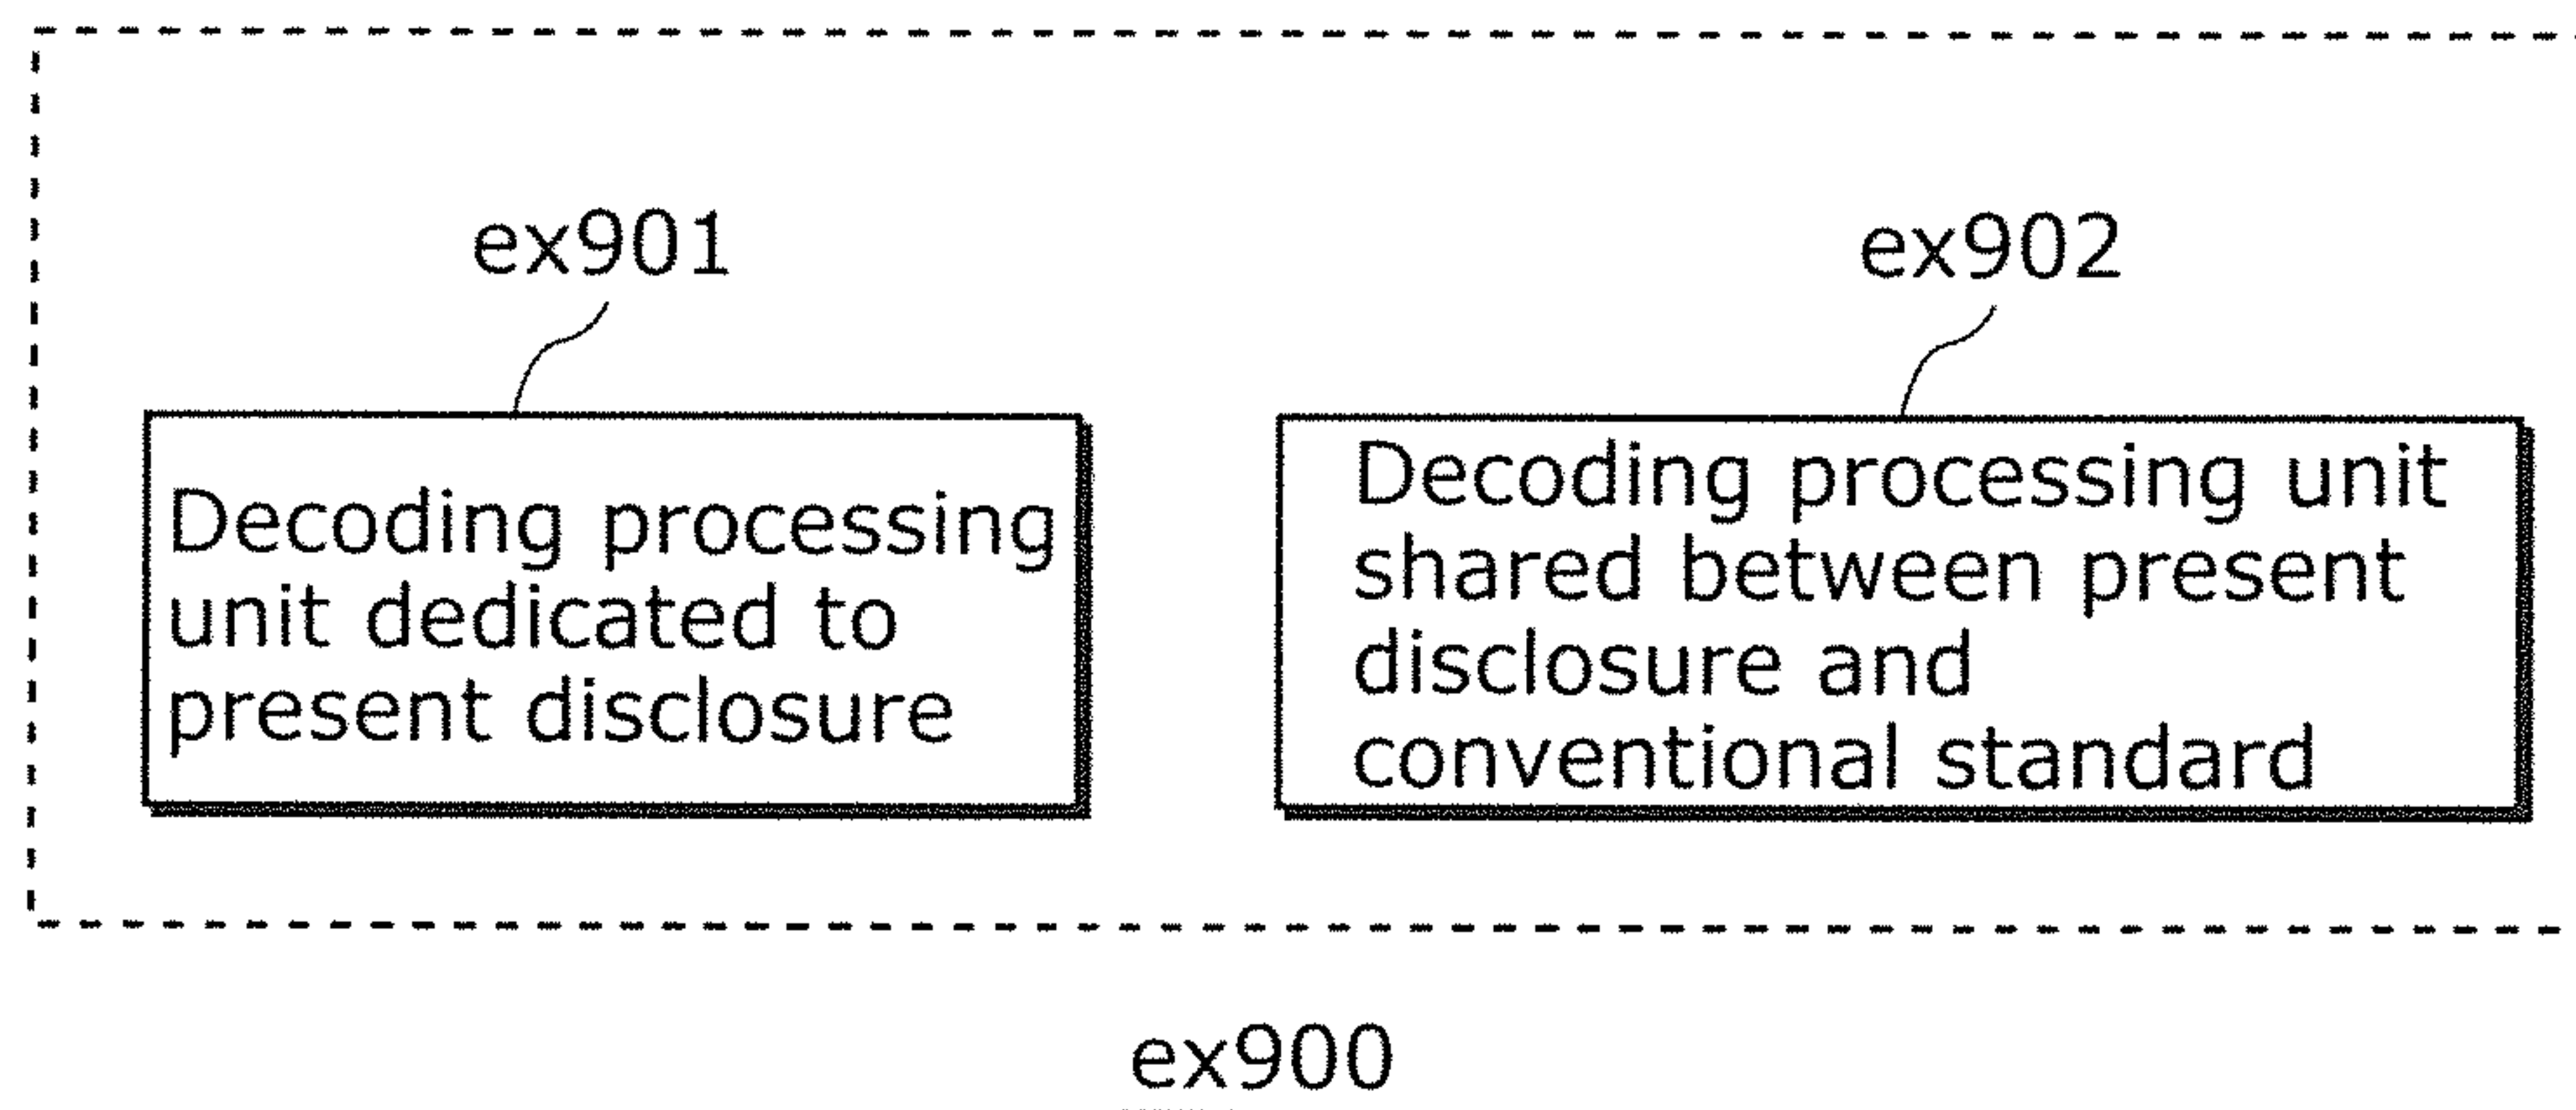 ex901
ex902
Decoding processing
unit dedicated to
present disclosure
Decoding processing unit
shared between present
disclosure and
conventional standard
ex900